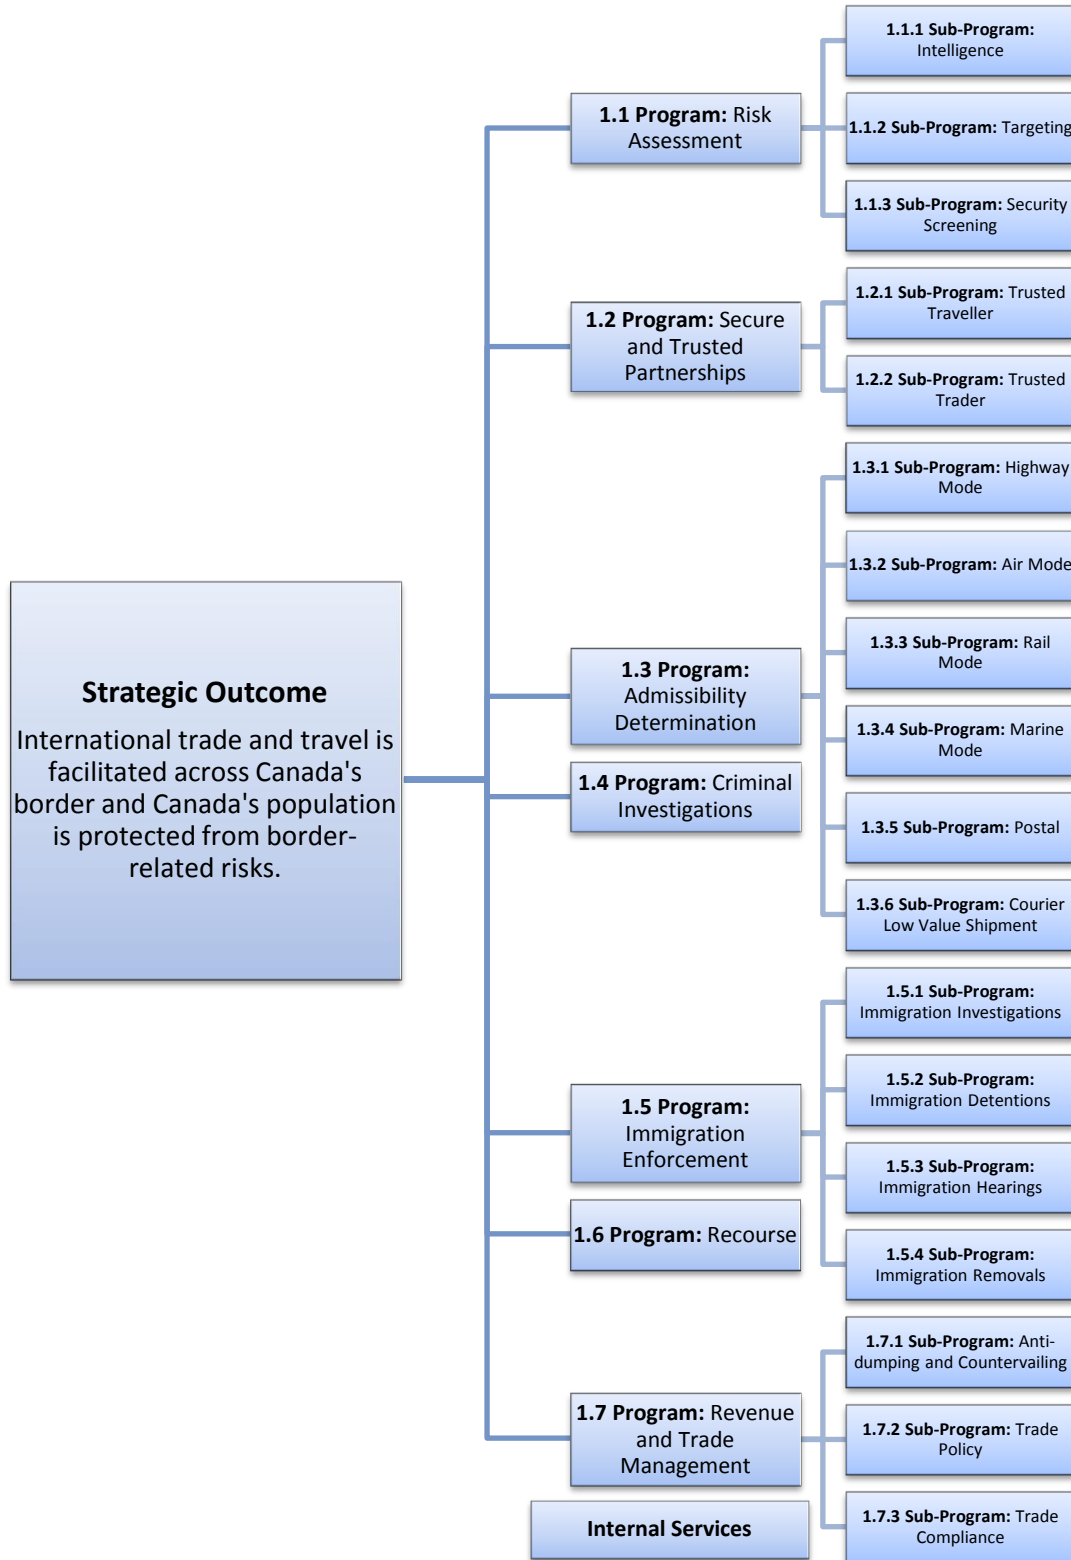 Strategic Outcome
International trade and travel is
facilitated across Canada's
border and Canada's population
is protected from border-
related risks.
1.1 Program: Risk
Assessment
1.1.1 Sub-Program:
Intelligence
1.1.2 Sub-Program: Targeting
1.1.3 Sub-Program: Security
Screening
1.2 Program: Secure
and Trusted
Partnerships
1.2.1 Sub-Program: Trusted
Traveller
1.2.2 Sub-Program: Trusted
Trader
1.3 Program:
Admissibility
Determination
1.3.1 Sub-Program: Highway
Mode
1.3.2 Sub-Program: Air Mode
1.3.3 Sub-Program: Rail
Mode
1.3.4 Sub-Program: Marine
Mode
1.3.5 Sub-Program: Postal
1.3.6 Sub-Program: Courier
Low Value Shipment
1.4 Program: Criminal
Investigations
1.5 Program:
Immigration
Enforcement
1.5.1 Sub-Program:
Immigration Investigations
1.5.2 Sub-Program:
Immigration Detentions
1.5.3 Sub-Program:
Immigration Hearings
1.5.4 Sub-Program:
Immigration Removals
1.6 Program: Recourse
1.7 Program: Revenue
and Trade
Management
1.7.1 Sub-Program: Anti-
dumping and Countervailing
1.7.2 Sub-Program: Trade
Policy
1.7.3 Sub-Program: Trade
Compliance
Internal Services